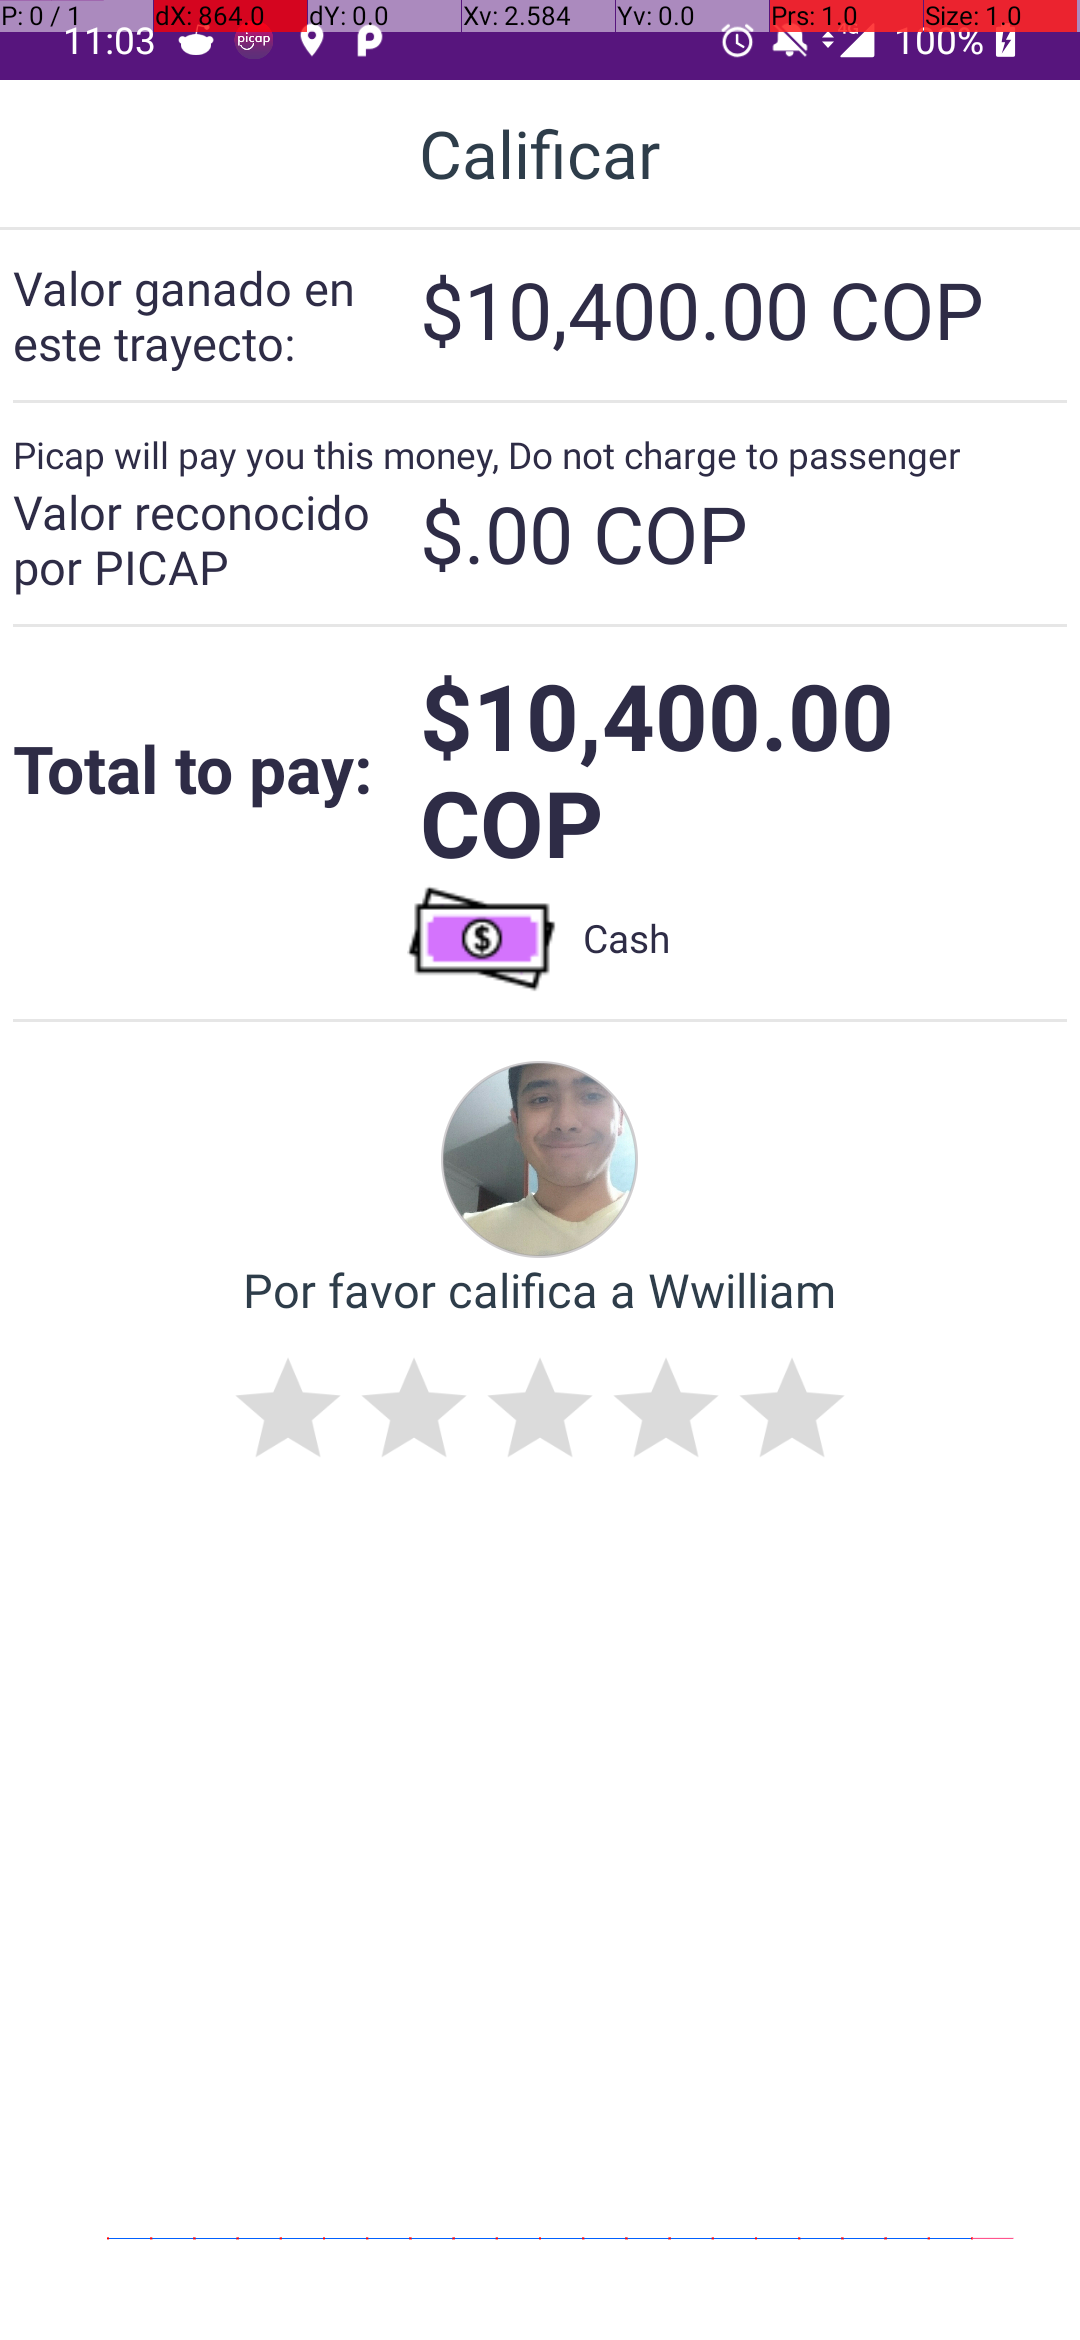 P: 0 / 1 dX: 864.0 dY: 0.0 Xv: 2.584 Yv: 0.0 Prs: 1.0 Size: 1.0
11:03 picap 100%
Calificar
Valor ganado en
este trayecto:
$10,400.00 COP
Picap will pay you this money, Do not charge to passenger
Valor reconocido
por PICAP
$.00 COP
Total to pay:
$10,400.00
COP
Cash
Por favor califica a Wwilliam